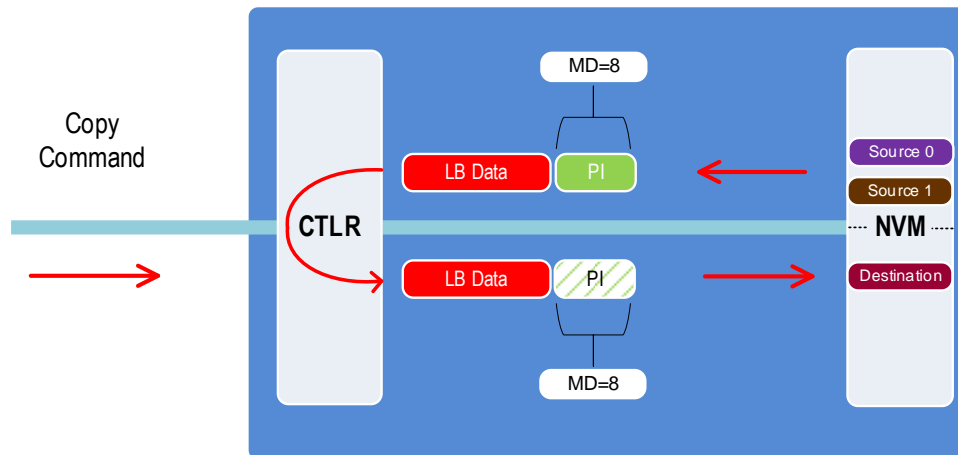 MD=8
Copy
Command
LB Data
PI
Source 0
Source 1
CTLR
NVM
LB Data
PI
Destination
MD=8